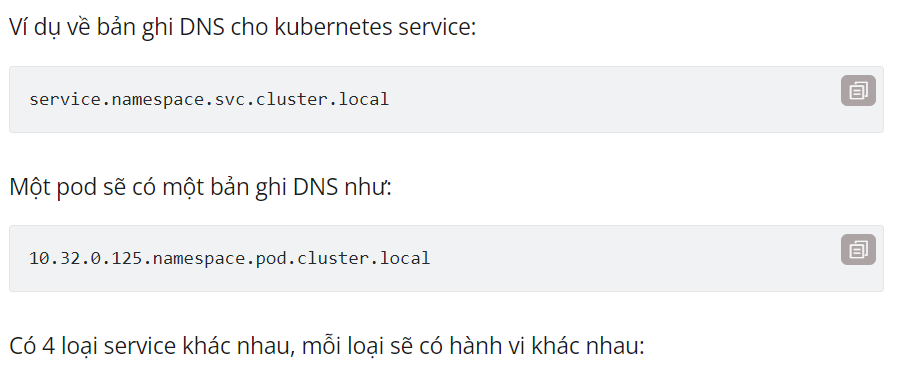 Ví dụ về bản ghi DNS cho kubernetes service:
service.namespace.svc.cluster.local
Một pod sẽ có một bản ghi DNS như:
10.32.0.125.namespace.pod.cluster.local
Có 4 loại service khác nhau, mỗi loại sẽ có hành vi khác nhau: